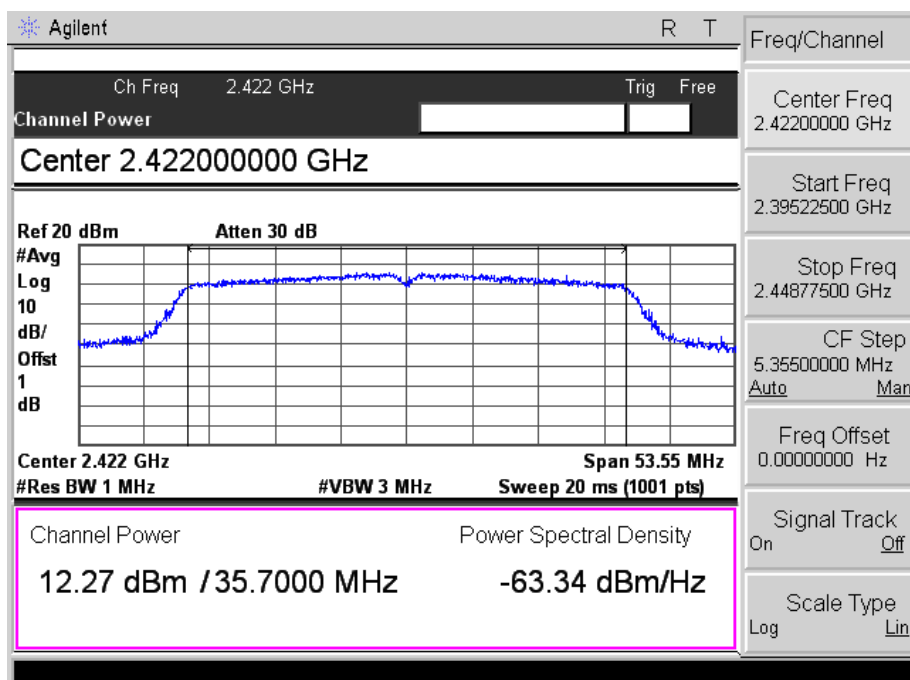 Agilent R T
Ch Freq 2.422 GHz Trig Free
Channel Power
Center 2.422000000 GHz
Ref 20 dBm Atten 30 dB
#Avg
Log
10
dB/
Offst
1
dB
Center 2.422 GHz Span 53.55 MHz
#Res BW 1 MHz #VBW 3 MHz Sweep 20 ms (1001 pts)
Channel Power Power Spectral Density
12.27 dBm / 35.7000 MHz -63.34 dBm/Hz
Freq/Channel
Center Freq
2.42200000 GHz
Start Freq
2.39522500 GHz
Stop Freq
2.44877500 GHz
CF Step
5.35500000 MHz
Auto Man
Freq Offset
0.00000000 Hz
Signal Track
On Off
Scale Type
Log Lin